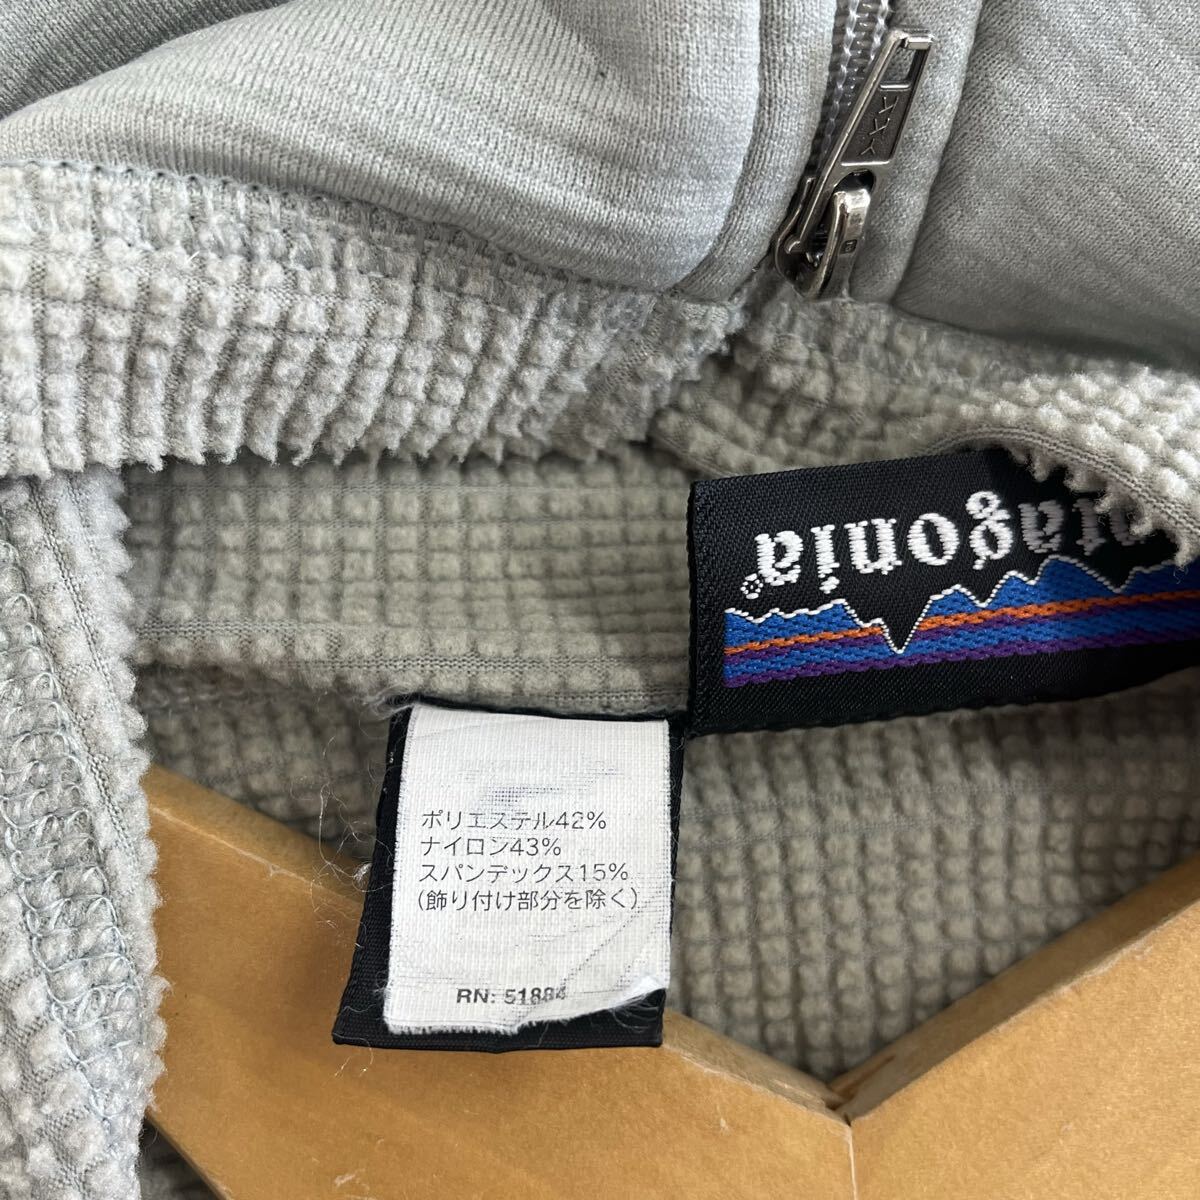 YKK
patagonia®
ポリエステル42%
ナイロン43%
スパンデックス15%
(飾り付け部分を除く)
RN: 51884